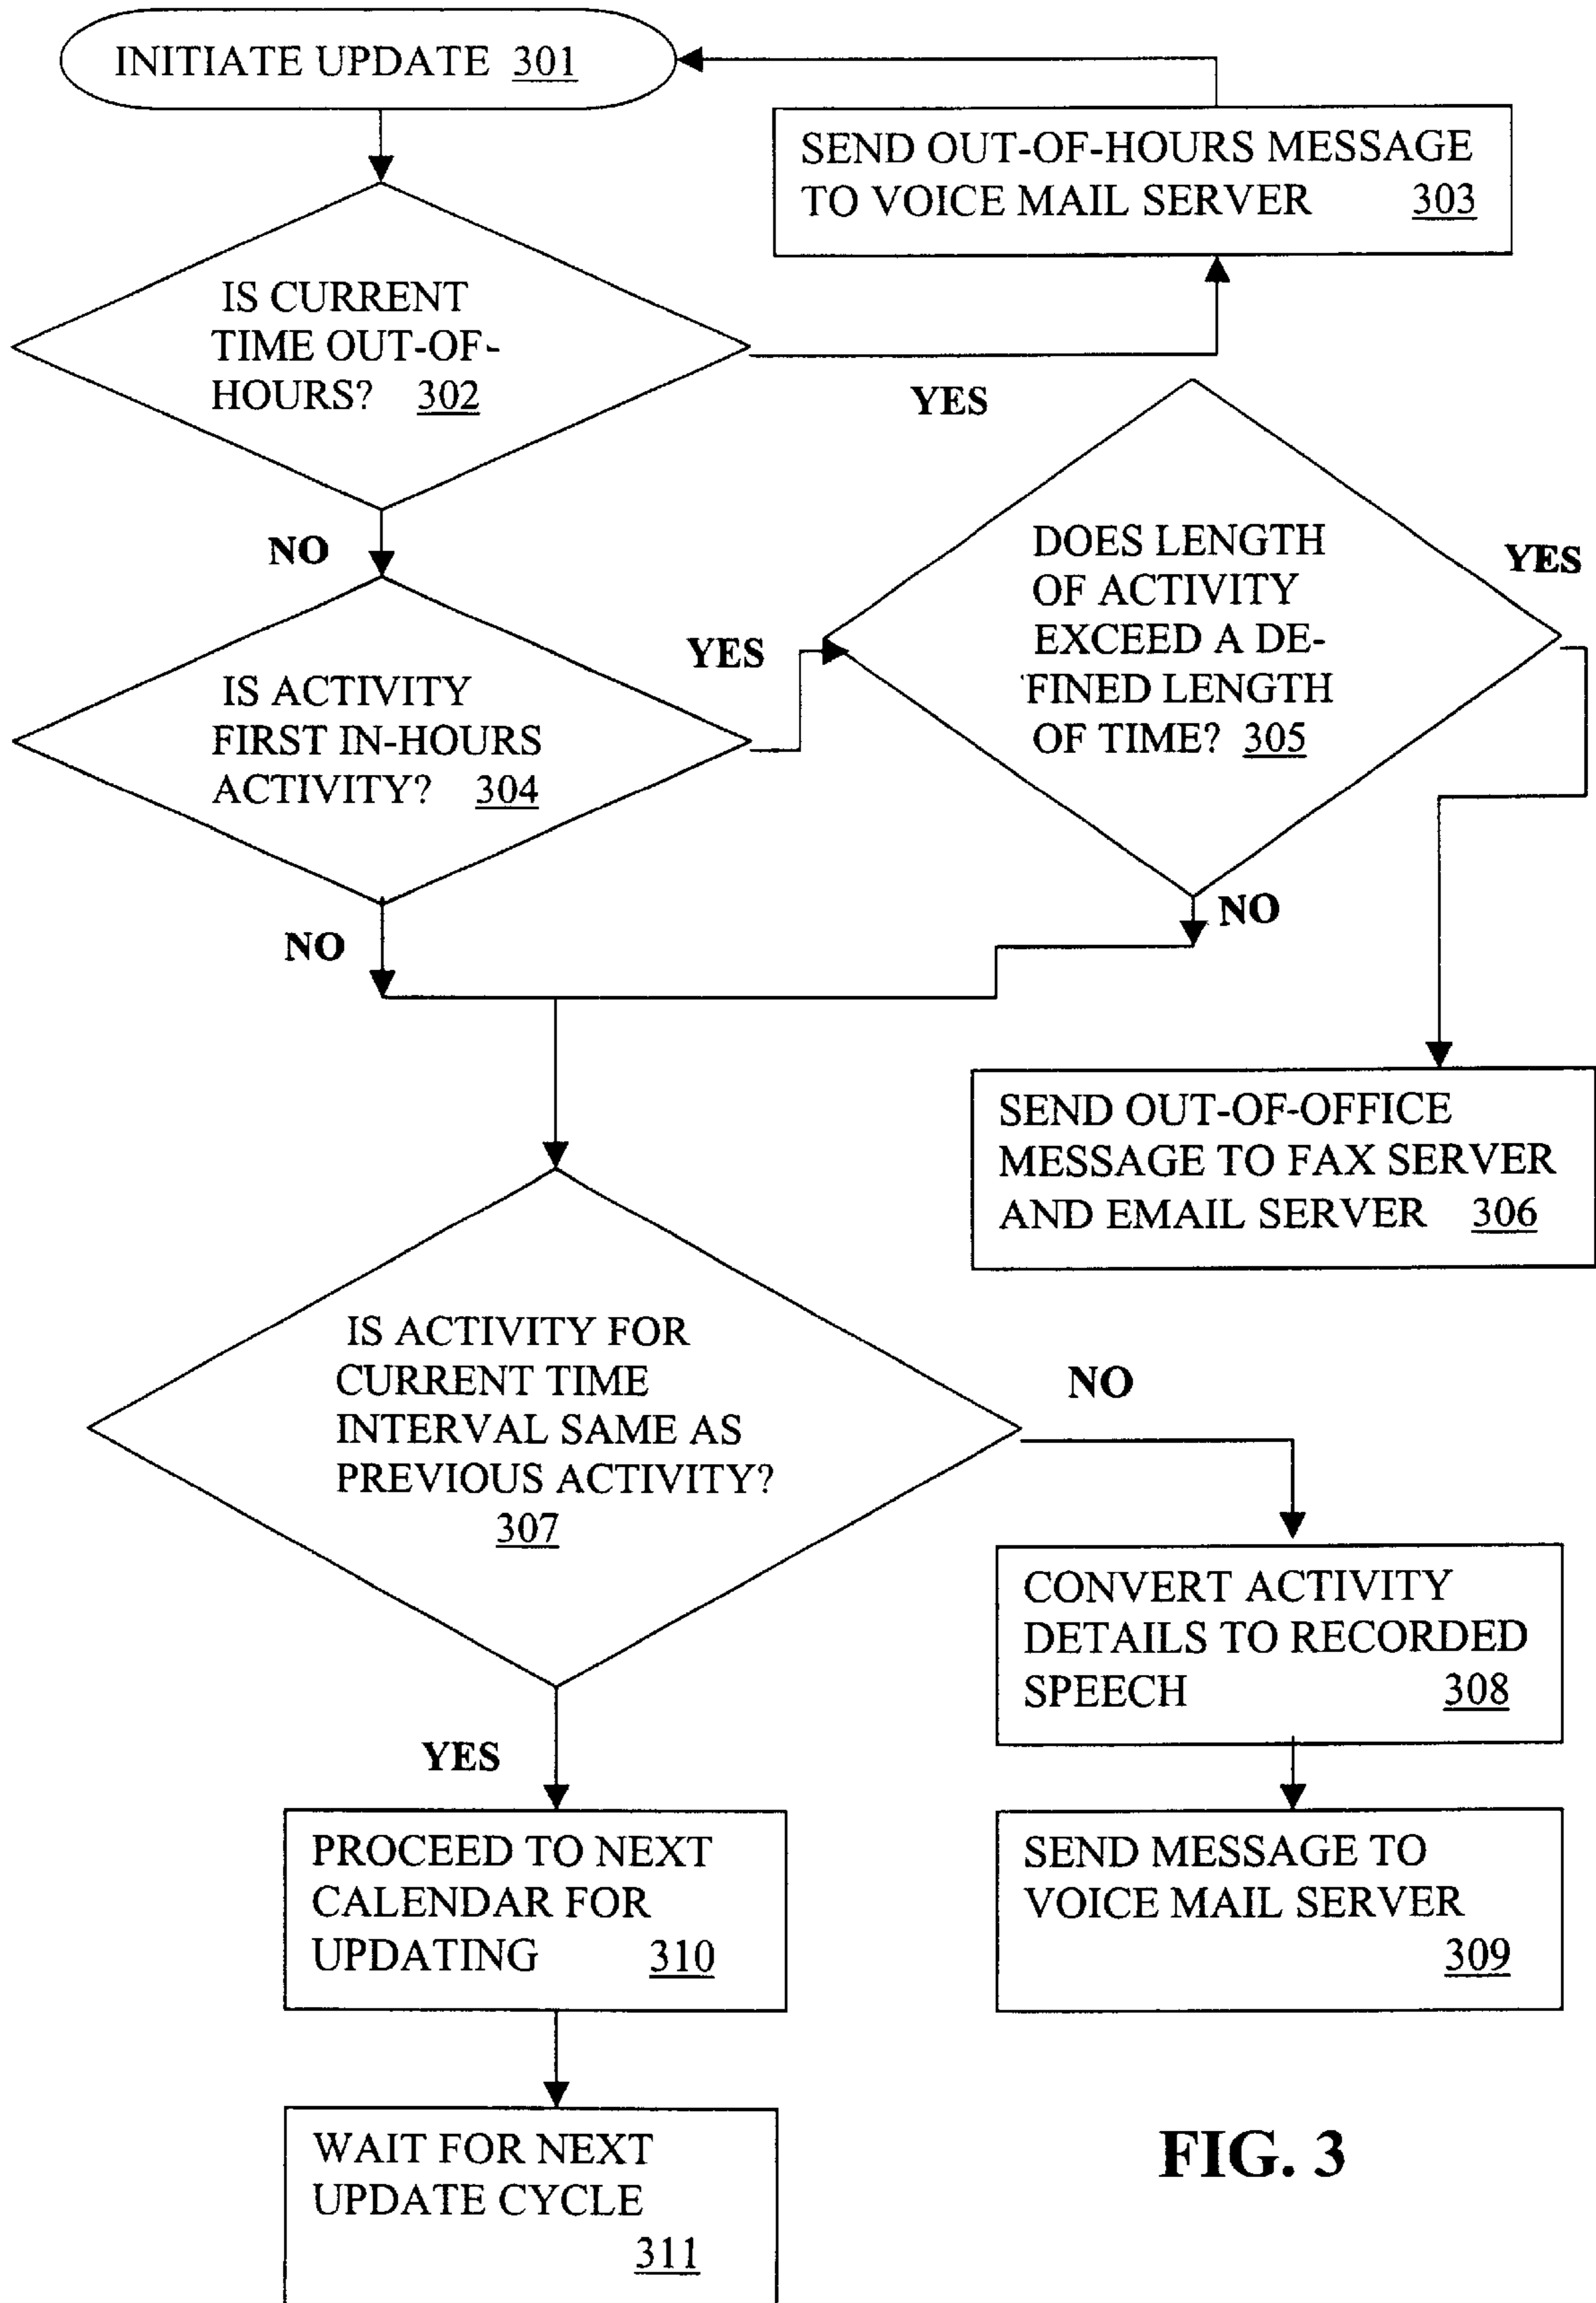 INITIATE UPDATE 301
SEND OUT-OF-HOURS MESSAGE
TO VOICE MAIL SERVER 303
IS CURRENT
TIME OUT-OF-
HOURS? 302
YES
NO
DOES LENGTH
OF ACTIVITY
EXCEED A DE-
FINED LENGTH
OF TIME? 305
YES
YES
IS ACTIVITY
FIRST IN-HOURS
ACTIVITY? 304
NO
NO
SEND OUT-OF-OFFICE
MESSAGE TO FAX SERVER
AND EMAIL SERVER 306
IS ACTIVITY FOR
CURRENT TIME
INTERVAL SAME AS
PREVIOUS ACTIVITY?
307
NO
CONVERT ACTIVITY
DETAILS TO RECORDED
SPEECH 308
YES
PROCEED TO NEXT
CALENDAR FOR
UPDATING 310
SEND MESSAGE TO
VOICE MAIL SERVER
309
WAIT FOR NEXT
UPDATE CYCLE
311
FIG. 3